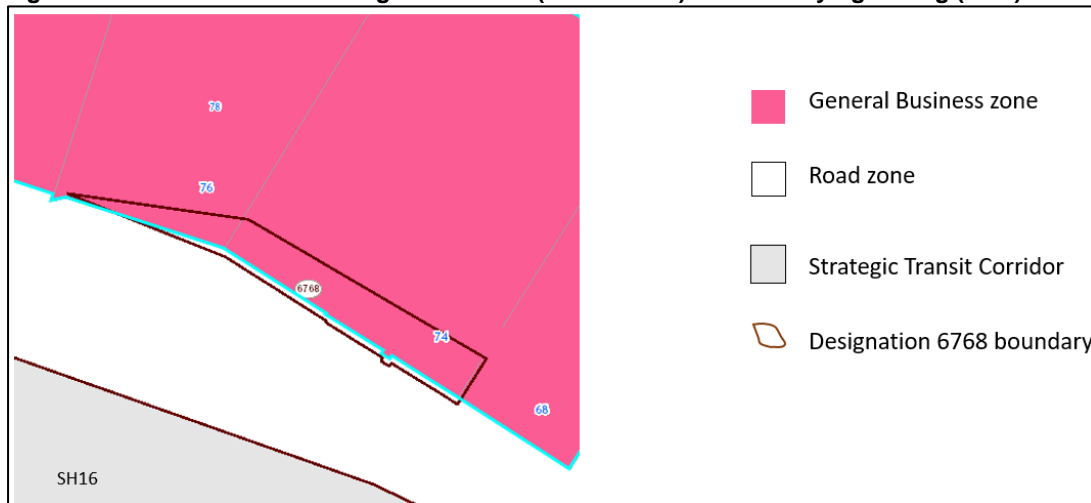 78
General Business zone
76
Road zone
6768
Strategic Transit Corridor
74
Designation 6768 boundary
68
SH16